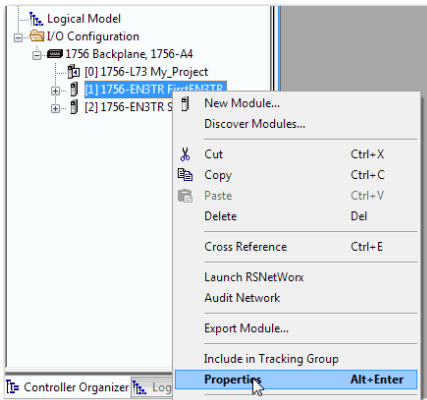 Logical Model
I/O Configuration
1756 Backplane, 1756-A4
[0] 1756-L73 My_Project
[1] 1756-EN3TR FirstEN3TR
[2] 1756-EN3TR S
New Module...
Discover Modules...
Cut Ctrl+X
Copy Ctrl+C
Paste Ctrl+V
Delete Del
Cross Reference Ctrl+E
Launch RSNetWorx
Audit Network
Export Module...
Include in Tracking Group
Properties Alt+Enter
Controller Organizer Log